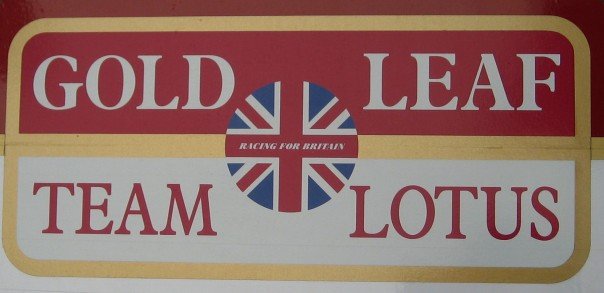 GOLD LEAF
RACING FOR BRITAIN
TEAM LOTUS